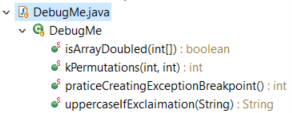 DebugMe.java
DebugMe
isArrayDoubled(int[]) : boolean
kPermutations(int, int) : int
praticeCreatingExceptionBreakpoint() : int
uppercaseIfExclaimation(String) : String